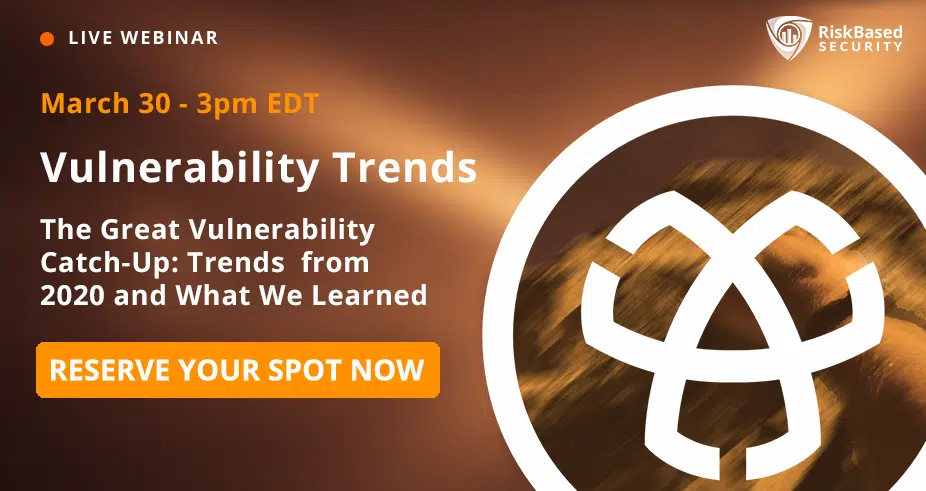 LIVE WEBINAR
RiskBased
SECURITY
March 30 - 3pm EDT
Vulnerability Trends
The Great Vulnerability
Catch-Up: Trends from
2020 and What We Learned
RESERVE YOUR SPOT NOW